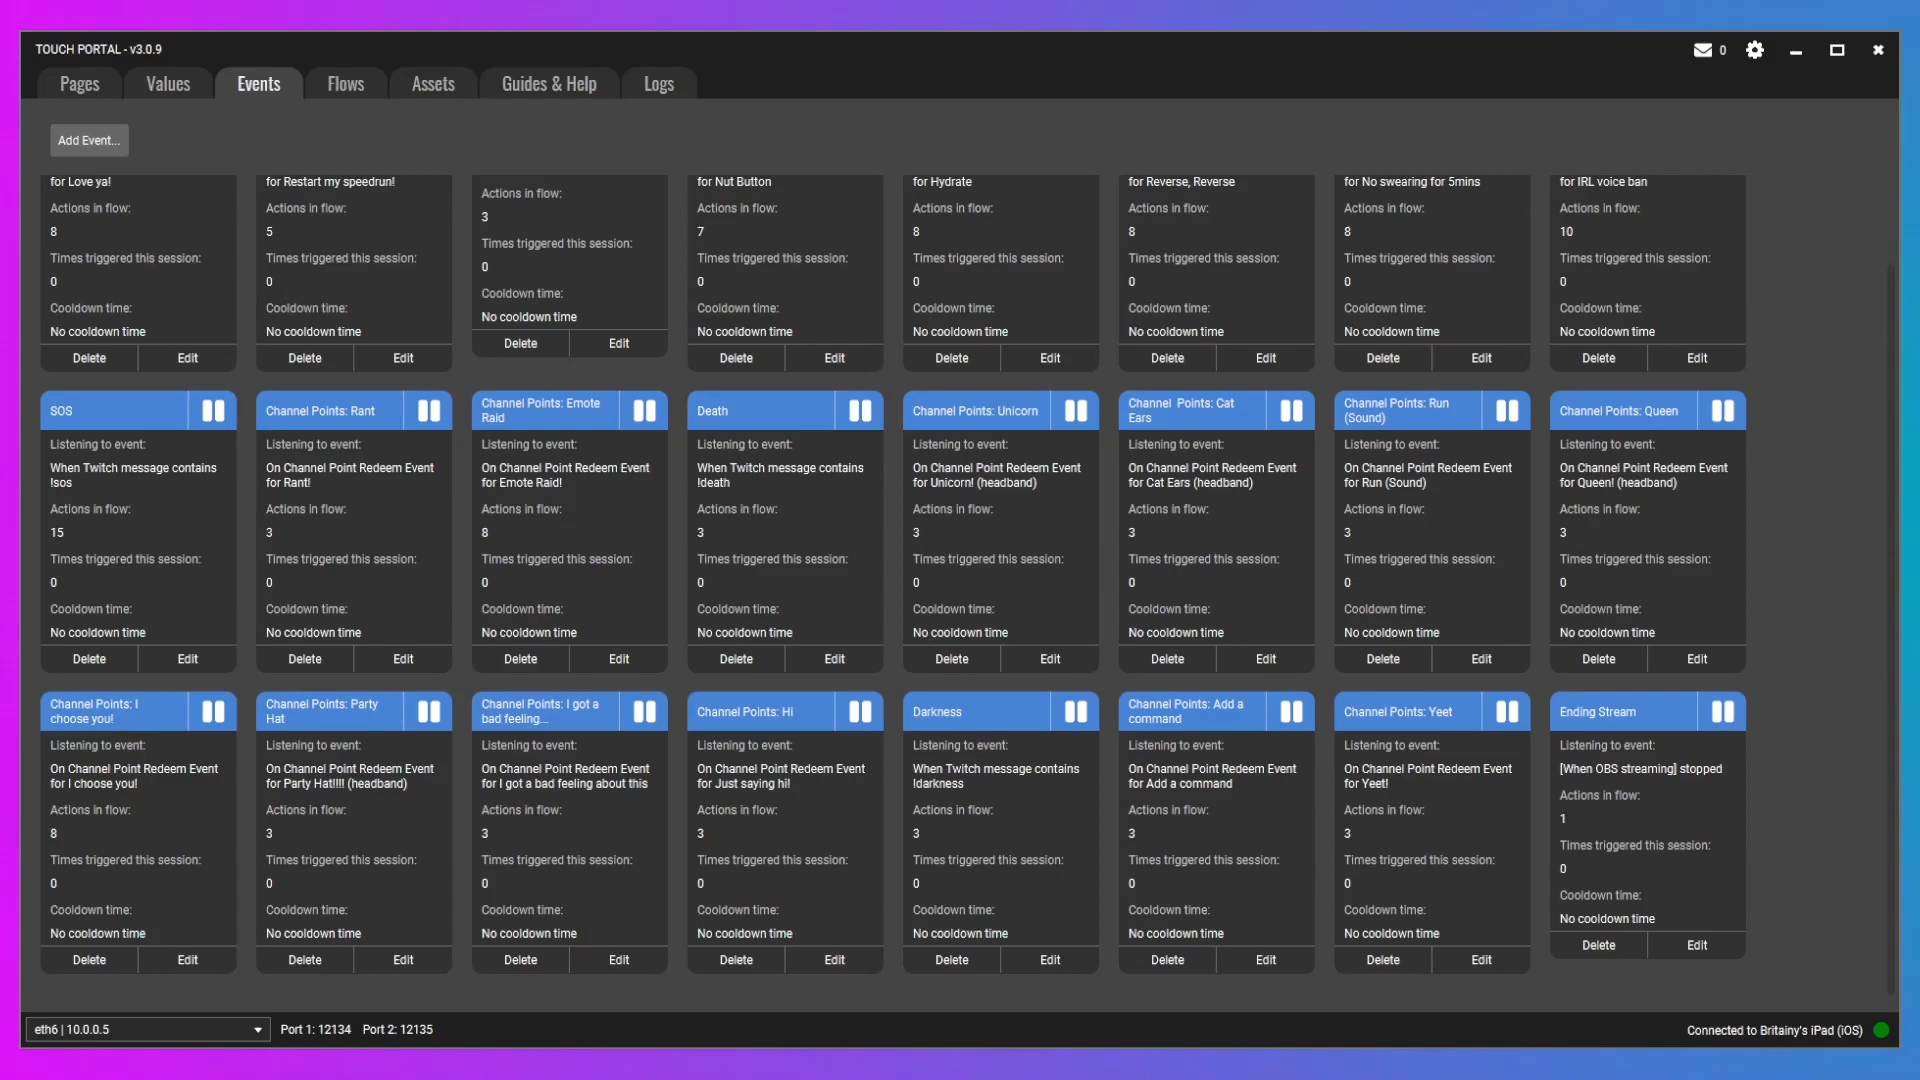 TOUCH PORTAL - v3.0.9
0
Pages
Values
Events
Flows
Assets
Guides & Help
Logs
Add Event...
for Love ya!
Actions in flow:
8
Times triggered this session:
0
Cooldown time:
No cooldown time
Delete
Edit
for Restart my speedrun!
Actions in flow:
5
Times triggered this session:
0
Cooldown time:
No cooldown time
Delete
Edit
Actions in flow:
3
Times triggered this session:
0
Cooldown time:
No cooldown time
Delete
Edit
for Nut Button
Actions in flow:
7
Times triggered this session:
0
Cooldown time:
No cooldown time
Delete
Edit
for Hydrate
Actions in flow:
8
Times triggered this session:
0
Cooldown time:
No cooldown time
Delete
Edit
for Reverse, Reverse
Actions in flow:
8
Times triggered this session:
0
Cooldown time:
No cooldown time
Delete
Edit
for No swearing for 5mins
Actions in flow:
8
Times triggered this session:
0
Cooldown time:
No cooldown time
Delete
Edit
for IRL voice ban
Actions in flow:
10
Times triggered this session:
0
Cooldown time:
No cooldown time
Delete
Edit
SOS
Listening to event:
When Twitch message contains
!sos
Actions in flow:
15
Times triggered this session:
0
Cooldown time:
No cooldown time
Delete
Edit
Channel Points: Rant
Listening to event:
On Channel Point Redeem Event
for Rant!
Actions in flow:
3
Times triggered this session:
0
Cooldown time:
No cooldown time
Delete
Edit
Channel Points: Emote
Raid
Listening to event:
On Channel Point Redeem Event
for Emote Raid!
Actions in flow:
8
Times triggered this session:
0
Cooldown time:
No cooldown time
Delete
Edit
Death
Listening to event:
When Twitch message contains
!death
Actions in flow:
3
Times triggered this session:
0
Cooldown time:
No cooldown time
Delete
Edit
Channel Points: Unicorn
Listening to event:
On Channel Point Redeem Event
for Unicorn! (headband)
Actions in flow:
3
Times triggered this session:
0
Cooldown time:
No cooldown time
Delete
Edit
Channel  Points: Cat
Ears
Listening to event:
On Channel Point Redeem Event
for Cat Ears (headband)
Actions in flow:
3
Times triggered this session:
0
Cooldown time:
No cooldown time
Delete
Edit
Channel Points: Run
(Sound)
Listening to event:
On Channel Point Redeem Event
for Run (Sound)
Actions in flow:
3
Times triggered this session:
0
Cooldown time:
No cooldown time
Delete
Edit
Channel Points: Queen
Listening to event:
On Channel Point Redeem Event
for Queen! (headband)
Actions in flow:
3
Times triggered this session:
0
Cooldown time:
No cooldown time
Delete
Edit
Channel Points: I
choose you!
Listening to event:
On Channel Point Redeem Event
for I choose you!
Actions in flow:
8
Times triggered this session:
0
Cooldown time:
No cooldown time
Delete
Edit
Channel Points: Party
Hat
Listening to event:
On Channel Point Redeem Event
for Party Hat!!!! (headband)
Actions in flow:
3
Times triggered this session:
0
Cooldown time:
No cooldown time
Delete
Edit
Channel Points: I got a
bad feeling...
Listening to event:
On Channel Point Redeem Event
for I got a bad feeling about this
Actions in flow:
3
Times triggered this session:
0
Cooldown time:
No cooldown time
Delete
Edit
Channel Points: Hi
Listening to event:
On Channel Point Redeem Event
for Just saying hi!
Actions in flow:
3
Times triggered this session:
0
Cooldown time:
No cooldown time
Delete
Edit
Darkness
Listening to event:
When Twitch message contains
!darkness
Actions in flow:
3
Times triggered this session:
0
Cooldown time:
No cooldown time
Delete
Edit
Channel Points: Add a
command
Listening to event:
On Channel Point Redeem Event
for Add a command
Actions in flow:
3
Times triggered this session:
0
Cooldown time:
No cooldown time
Delete
Edit
Channel Points: Yeet
Listening to event:
On Channel Point Redeem Event
for Yeet!
Actions in flow:
3
Times triggered this session:
0
Cooldown time:
No cooldown time
Delete
Edit
Ending Stream
Listening to event:
[When OBS streaming] stopped
Actions in flow:
1
Times triggered this session:
0
Cooldown time:
No cooldown time
Delete
Edit
eth6 | 10.0.0.5
Port 1: 12134
Port 2: 12135
Connected to Britainy's iPad (iOS)